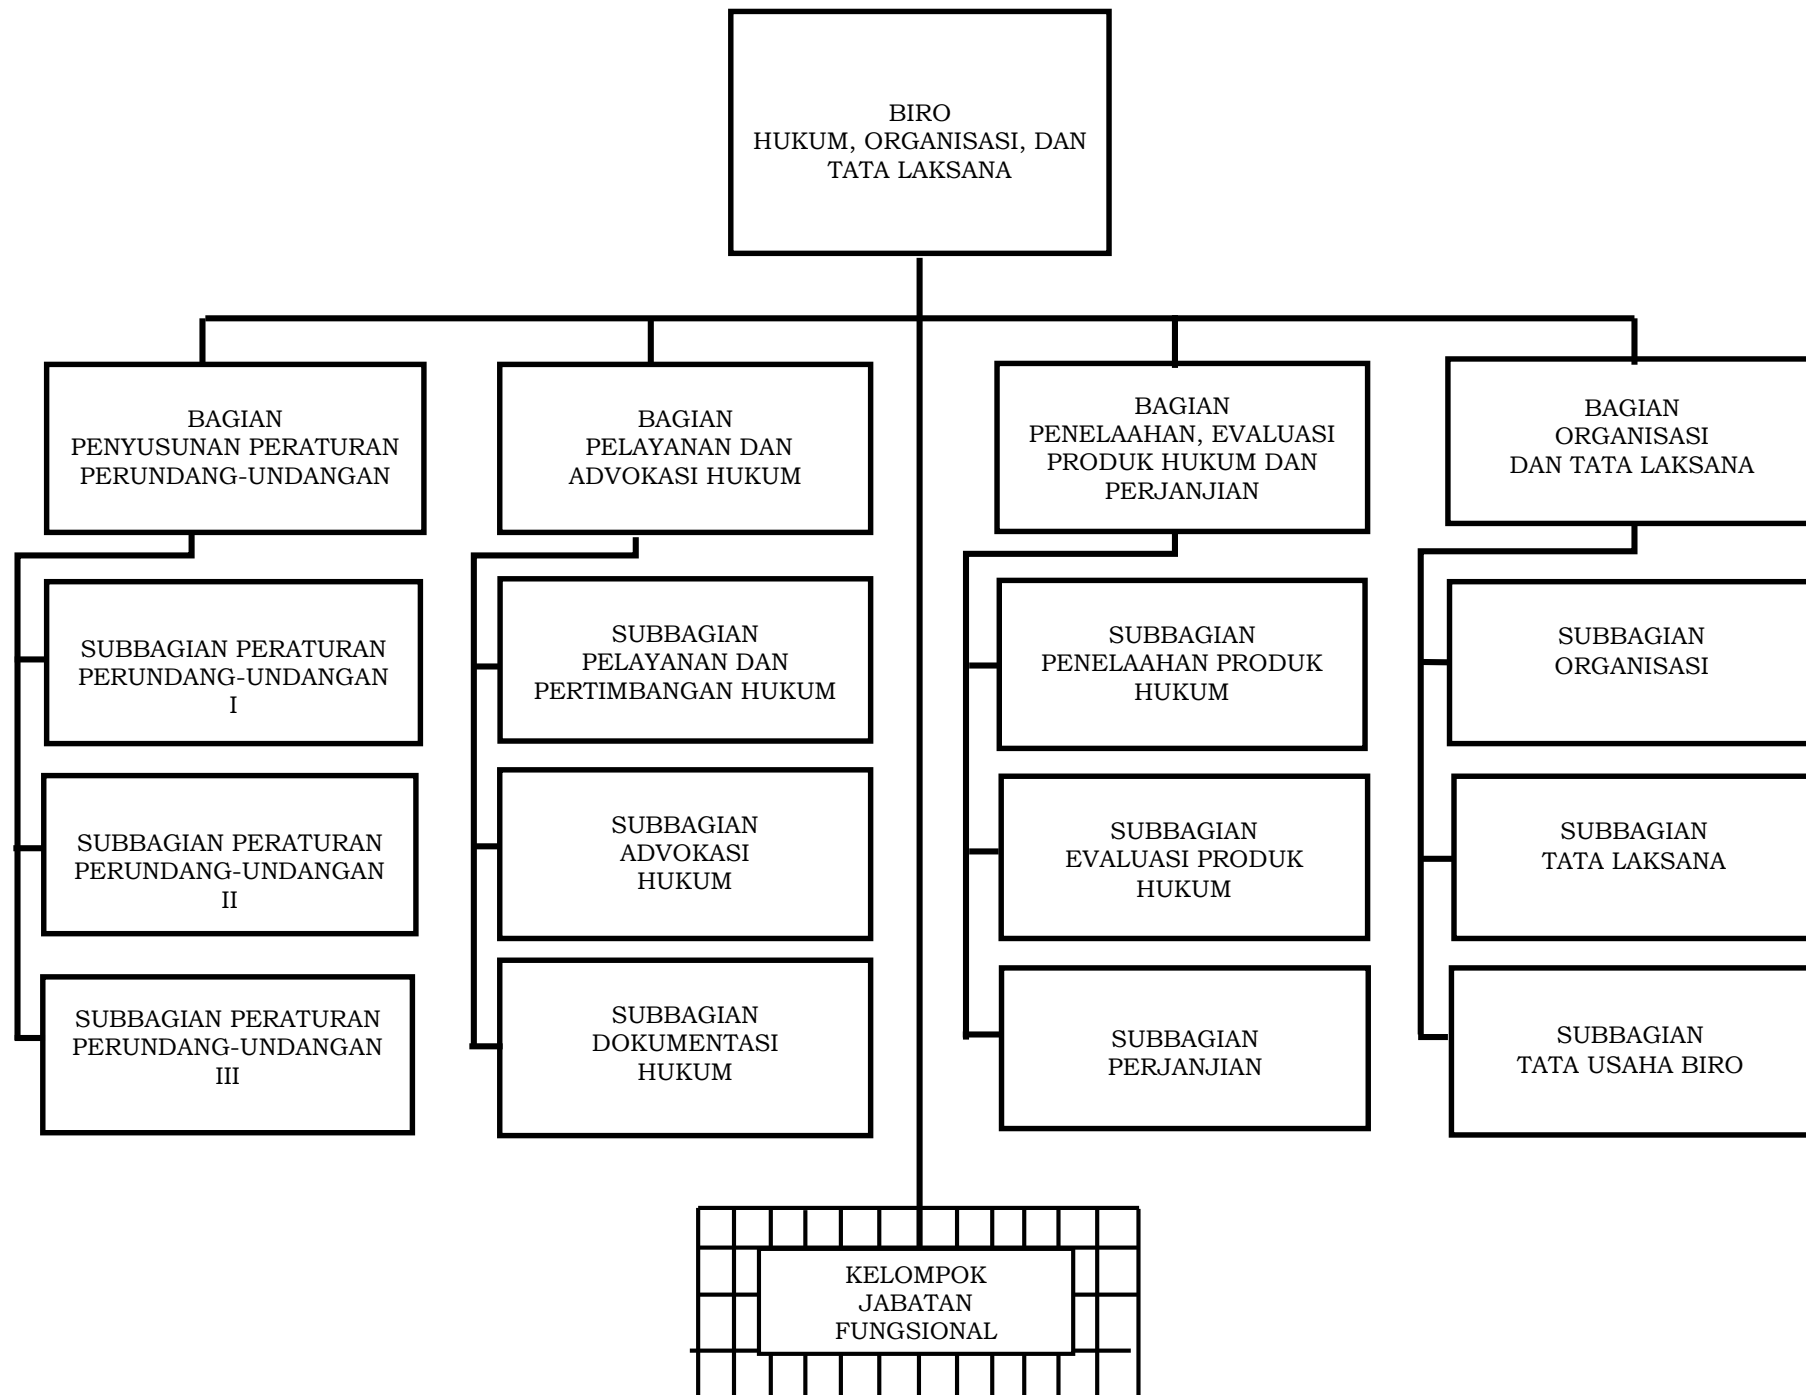 BIRO
HUKUM, ORGANISASI, DAN
TATA LAKSANA
BAGIAN
PENYUSUNAN PERATURAN
PERUNDANG-UNDANGAN
BAGIAN
PELAYANAN DAN
ADVOKASI HUKUM
BAGIAN
PENELAAHAN, EVALUASI
PRODUK HUKUM DAN
PERJANJIAN
BAGIAN
ORGANISASI
DAN TATA LAKSANA
SUBBAGIAN PERATURAN
PERUNDANG-UNDANGAN
I
SUBBAGIAN
PELAYANAN DAN
PERTIMBANGAN HUKUM
SUBBAGIAN
PENELAAHAN PRODUK
HUKUM
SUBBAGIAN
ORGANISASI
SUBBAGIAN PERATURAN
PERUNDANG-UNDANGAN
II
SUBBAGIAN
ADVOKASI
HUKUM
SUBBAGIAN
EVALUASI PRODUK
HUKUM
SUBBAGIAN
TATA LAKSANA
SUBBAGIAN PERATURAN
PERUNDANG-UNDANGAN
III
SUBBAGIAN
DOKUMENTASI
HUKUM
SUBBAGIAN
PERJANJIAN
SUBBAGIAN
TATA USAHA BIRO
KELOMPOK
JABATAN
FUNGSIONAL